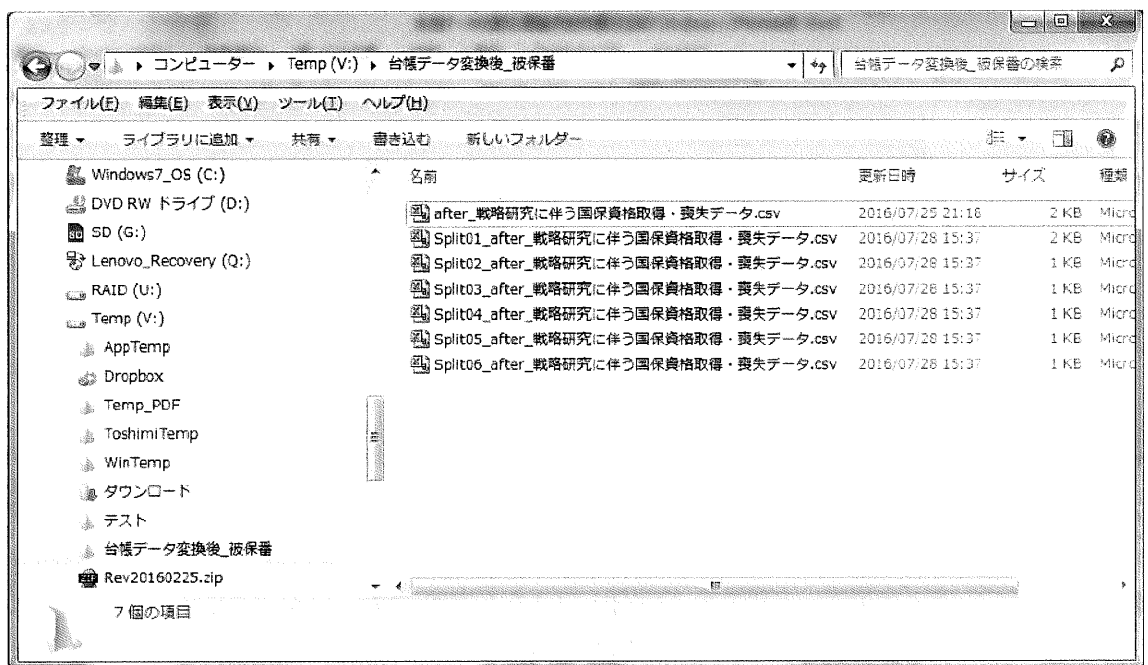 コンピューター ▸ Temp (V:) ▸ 台帳データ変換後_被保番
台帳データ変換後_被保番の検索
ファイル(F) 編集(E) 表示(V) ツール(T) ヘルプ(H)
整理 ライブラリに追加 共有 書き込む 新しいフォルダー
Windows7_OS (C:)
DVD RW ドライブ (D:)
SD (G:)
Lenovo_Recovery (Q:)
RAID (U:)
Temp (V:)
AppTemp
Dropbox
Temp_PDF
ToshimiTemp
WinTemp
ダウンロード
テスト
台帳データ変換後_被保番
Rev20160225.zip
名前 更新日時 サイズ 種類
after_戦略研究に伴う国保資格取得・喪失データ.csv 2016/07/25 21:18 2 KB Micro
Split01_after_戦略研究に伴う国保資格取得・喪失データ.csv 2016/07/28 15:37 2 KB Micro
Split02_after_戦略研究に伴う国保資格取得・喪失データ.csv 2016/07/28 15:37 1 KB Micro
Split03_after_戦略研究に伴う国保資格取得・喪失データ.csv 2016/07/28 15:37 1 KB Micro
Split04_after_戦略研究に伴う国保資格取得・喪失データ.csv 2016/07/28 15:37 1 KB Micro
Split05_after_戦略研究に伴う国保資格取得・喪失データ.csv 2016/07/28 15:37 1 KB Micro
Split06_after_戦略研究に伴う国保資格取得・喪失データ.csv 2016/07/28 15:37 1 KB Micro
7 個の項目